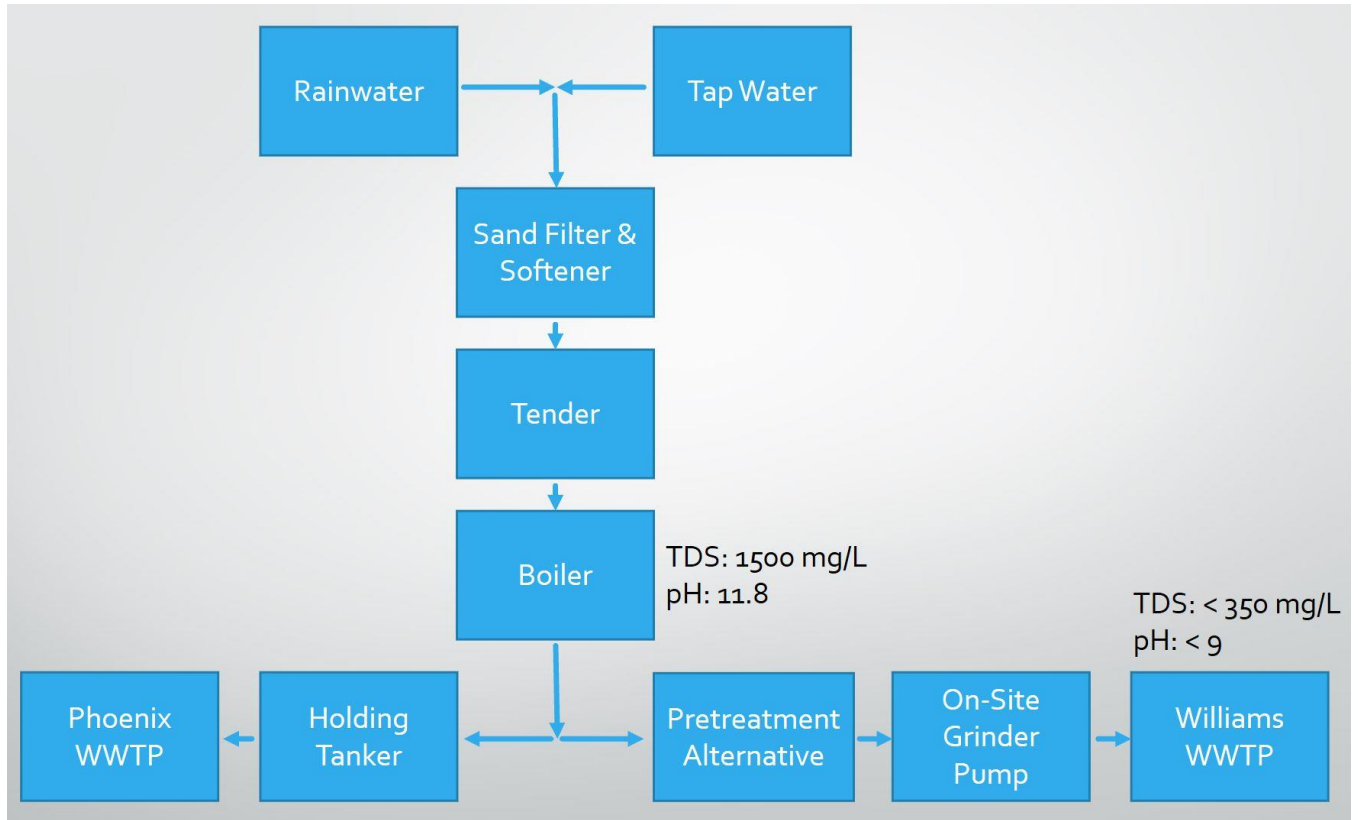 Rainwater
Tap Water
Sand Filter &
Softener
Tender
Boiler
TDS: 1500 mg/L
pH: 11.8
TDS: < 350 mg/L
pH: < 9
Phoenix
WWTP
Holding
Tanker
Pretreatment
Alternative
On-Site
Grinder
Pump
Williams
WWTP